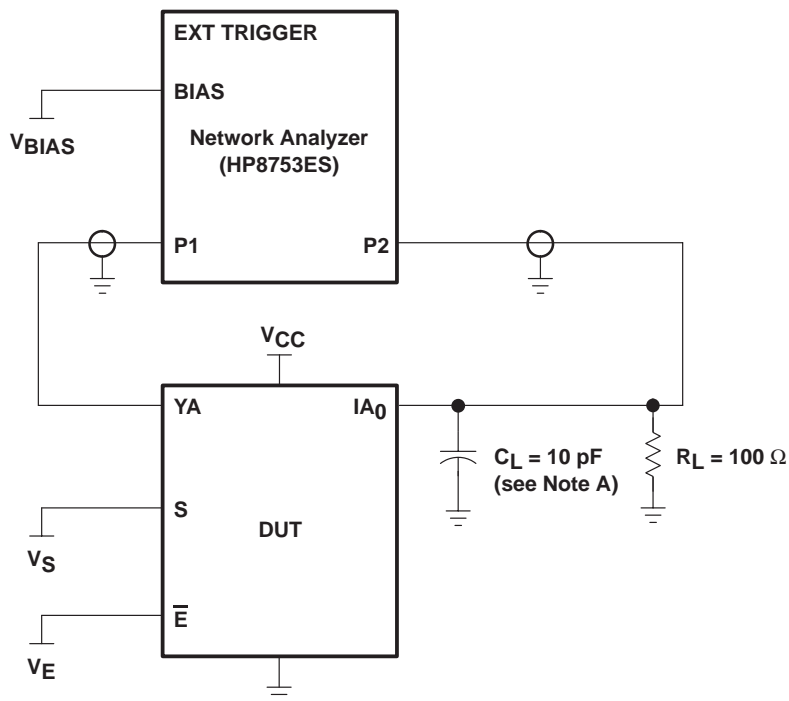 EXT TRIGGER
BIAS
VBIAS
Network Analyzer
(HP8753ES)
P1
P2
VCC
YA
IA0
CL = 10 pF
(see Note A)
RL = 100 Ω
S
DUT
VS
E̅
VE